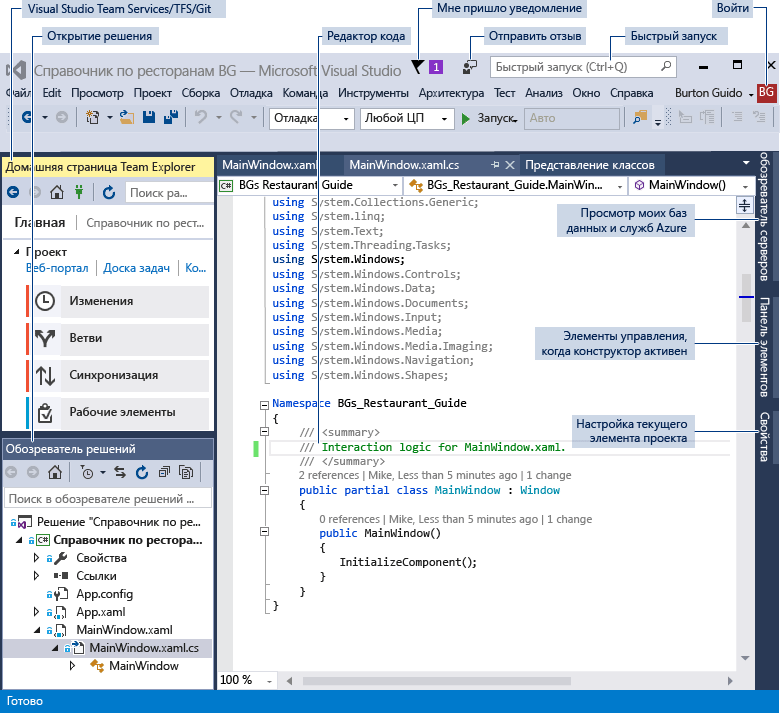 Visual Studio Team Services/TFS/Git
Мне пришло уведомление
Войти
Открытие решения
Редактор кода
Отправить отзыв
Быстрый запуск
Справочник по ресторанам BG — Microsoft Visual Studio
1
Быстрый запуск (Ctrl+Q)
Файл Edit Просмотр Проект Сборка Отладка Команда Инструменты Архитектура Тест Анализ Окно Справка Burton Guido BG
Отладка Любой ЦП Запуск Авто
Домашняя страница Team Explorer
Поиск ра...
Главная Справочник по рест...
Проект
Веб-портал Доска задач Ко...
Изменения
Ветви
Синхронизация
Рабочие элементы
Обозреватель решений
Поиск в обозревателе решений ...
Решение "Справочник по ре...
C# Справочник по рестора...
Свойства
Ссылки
App.config
App.xaml
MainWindow.xaml
MainWindow.xaml.cs
MainWindow
MainWindow.xaml MainWindow.xaml.cs Представление классов
C# BGs Restaurant Guide BGs_Restaurant_Guide.MainWin... MainWindow()
using System.Collections.Generic;
using System.linq;
using System.Text;
using System.Threading.Tasks;
using System.Windows;
using System.Windows.Controls;
using System.Windows.Data;
using System.Windows.Documents;
using System.Windows.Input;
using System.Windows.Media;
using System.Windows.Media.Imaging;
using System.Windows.Navigation;
using System.Windows.Shapes;
Namespace BGs_Restaurant_Guide
{
/// <summary>
/// Interaction logic for MainWindow.xaml.
/// </summary>
2 references | Mike, Less than 5 minutes ago | 1 change
public partial class MainWindow : Window
{
0 references | Mike, Less than 5 minutes ago | 1 change
public MainWindow()
{
InitializeComponent();
}
}
}
100 %
Просмотр моих баз
данных и служб Azure
Элементы управления,
когда конструктор активен
Настройка текущего
элемента проекта
обозреватель серверов
Панель элементов
Свойства
Готово